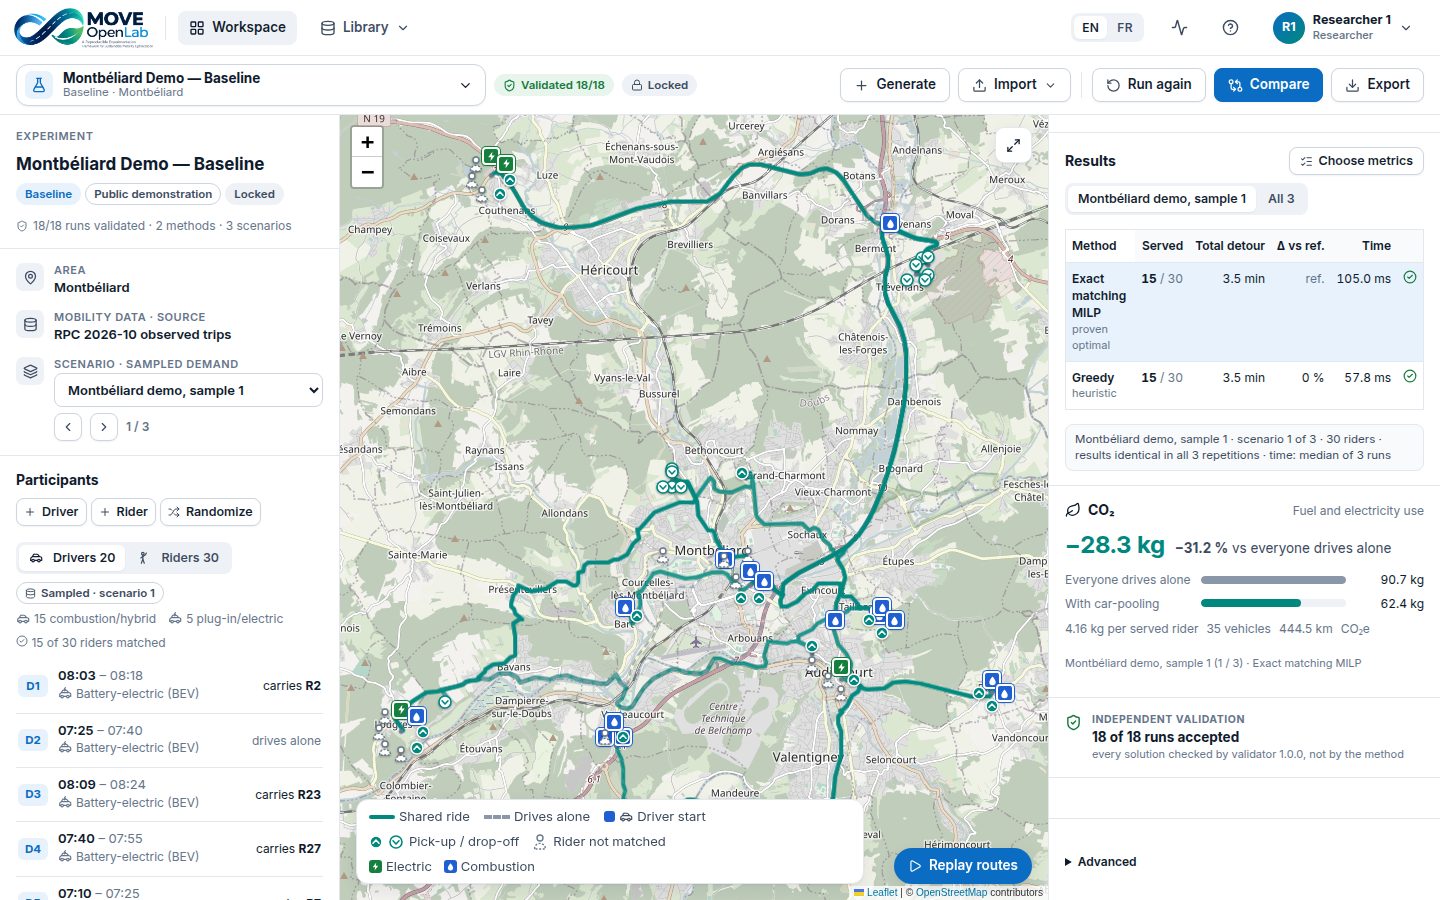 MOVE
OpenLab
Workspace
Library
EN FR
R1
Researcher 1
Researcher
Montbéliard Demo — Baseline
Baseline · Montbéliard
Validated 18/18
Locked
Generate
Import
Run again
Compare
Export
EXPERIMENT
Montbéliard Demo — Baseline
Baseline
Public demonstration
Locked
18/18 runs validated · 2 methods · 3 scenarios
AREA
Montbéliard
MOBILITY DATA · SOURCE
RPC 2026-10 observed trips
SCENARIO · SAMPLED DEMAND
Montbéliard demo, sample 1
1 / 3
Participants
+ Driver
+ Rider
Randomize
Drivers 20
Riders 30
Sampled · scenario 1
15 combustion/hybrid
5 plug-in/electric
15 of 30 riders matched
D1
08:03 – 08:18
Battery-electric (BEV)
carries R2
D2
07:25 – 07:40
Battery-electric (BEV)
drives alone
D3
08:09 – 08:24
Battery-electric (BEV)
carries R23
D4
07:40 – 07:55
Battery-electric (BEV)
carries R27
07:10 – 07:25
+
−
N 19
Urcerey
Échenans-sous-
Mont-Vaudois
Argiésans
Andelnans
Luze
Botans
Meroux
Banvillars
Couthenans
Dorans
Moval
Champey
Coisevaux
Brevilliers
Bermont
Héricourt
Verlans
Trévenans
Trémoins
Tavey
Châtenois-
les-Forges
LGV Rhin-Rhône
Aibre
Laire
Vyans-le-Val
Bussurel
Doubs
Dambenois
Semondans
Nommay
Raynans
Issans
Bethoncourt
Allenjoie
Grand-Charmont
Brognard
Saint-Julien-
lès-Montbéliard
Vieux-Charmont
Allondans
Sochaux
Sainte-Marie
Montbéliard
Étupes
Présentevillers
Courcelles-
lès-Montbéliard
Arbouans
Bavans
Audincourt
Dampierre-
sur-le-Doubs
Centre
Technique
de Belchamp
Étouvans
Valentigney
Seloncourt
Vandoncour
Colombier-
Fontaine
Mandeure
Hérimoncourt
Shared ride
Drives alone
Driver start
Pick-up / drop-off
Rider not matched
Electric
Combustion
Replay routes
Leaflet | © OpenStreetMap contributors
Results
Choose metrics
Montbéliard demo, sample 1
All 3
Method Served Total detour Δ vs ref. Time
Exact matching MILP
proven optimal
15 / 30 3.5 min ref. 105.0 ms
Greedy
heuristic
15 / 30 3.5 min 0 % 57.8 ms
Montbéliard demo, sample 1 · scenario 1 of 3 · 30 riders ·
results identical in all 3 repetitions · time: median of 3 runs
CO₂
Fuel and electricity use
−28.3 kg −31.2 % vs everyone drives alone
Everyone drives alone 90.7 kg
With car-pooling 62.4 kg
4.16 kg per served rider 35 vehicles 444.5 km CO₂e
Montbéliard demo, sample 1 (1 / 3) · Exact matching MILP
INDEPENDENT VALIDATION
18 of 18 runs accepted
every solution checked by validator 1.0.0, not by the method
Advanced